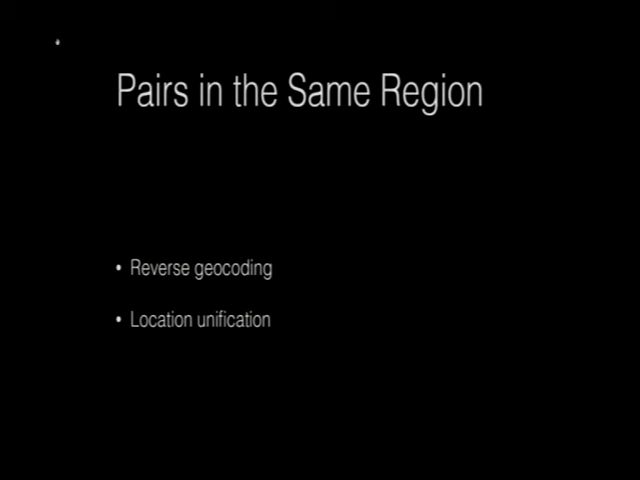 Pairs in the Same Region
• Reverse geocoding
• Location unification